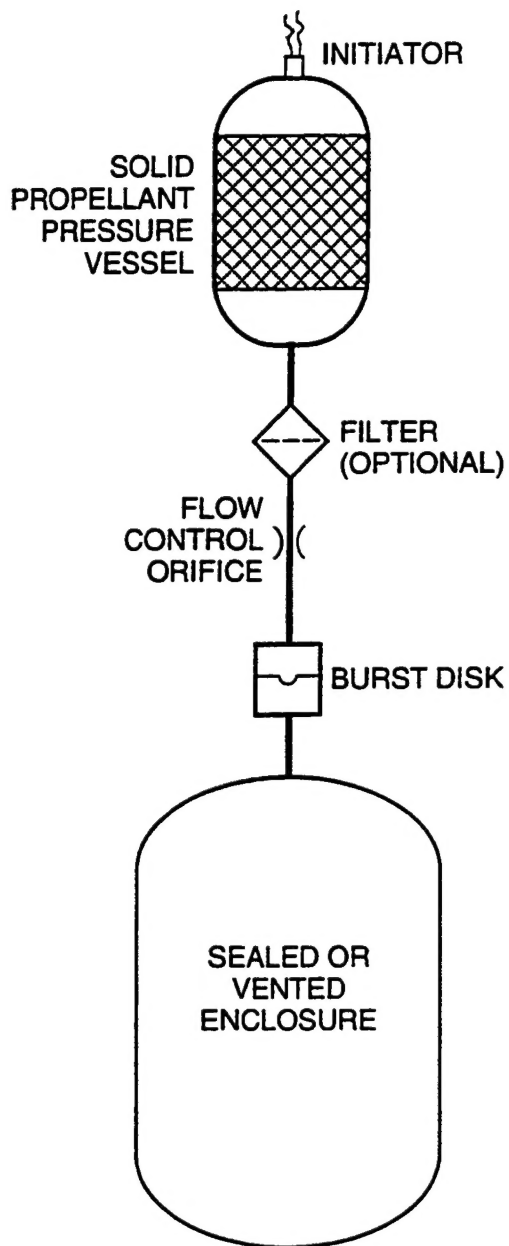 INITIATOR
SOLID
PROPELLANT
PRESSURE
VESSEL
FILTER
(OPTIONAL)
FLOW
CONTROL
ORIFICE
BURST DISK
SEALED OR
VENTED
ENCLOSURE